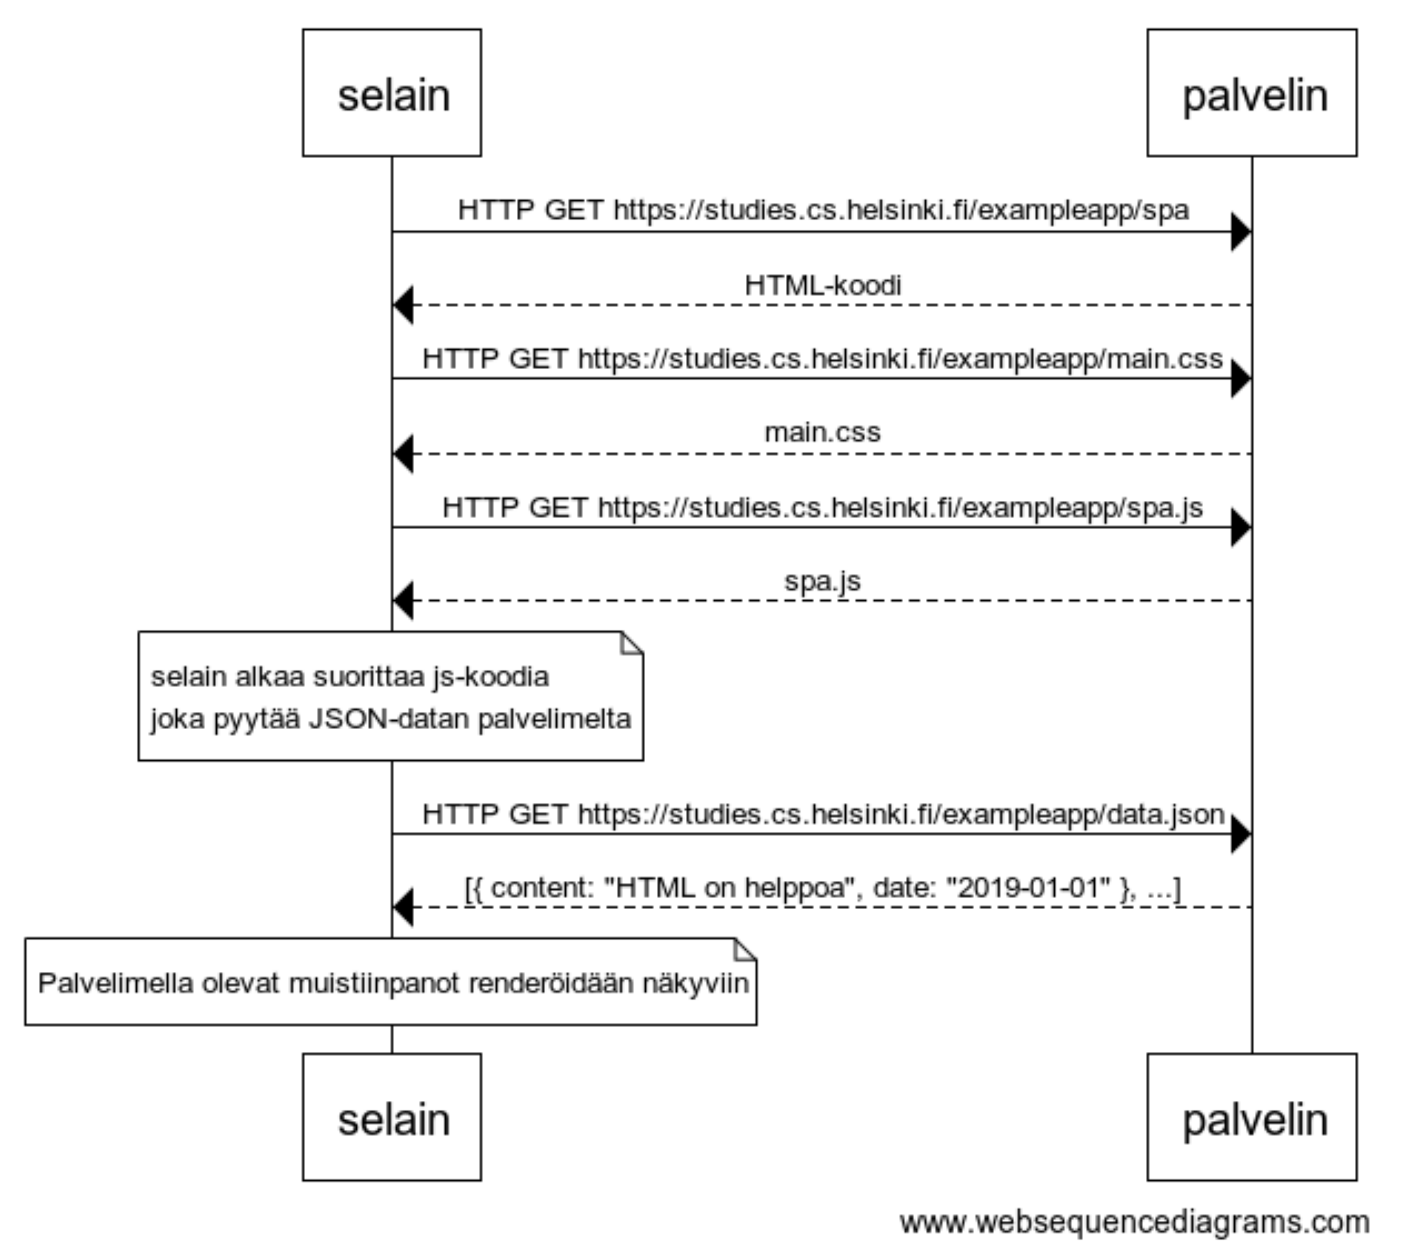 selain
palvelin
HTTP GET https://studies.cs.helsinki.fi/exampleapp/spa
HTML-koodi
HTTP GET https://studies.cs.helsinki.fi/exampleapp/main.css
main.css
HTTP GET https://studies.cs.helsinki.fi/exampleapp/spa.js
spa.js
selain alkaa suorittaa js-koodia
joka pyytää JSON-datan palvelimelta
HTTP GET https://studies.cs.helsinki.fi/exampleapp/data.json
[{ content: "HTML on helppoa", date: "2019-01-01" }, ...]
Palvelimella olevat muistiinpanot renderöidään näkyviin
selain
palvelin
www.websequencediagrams.com